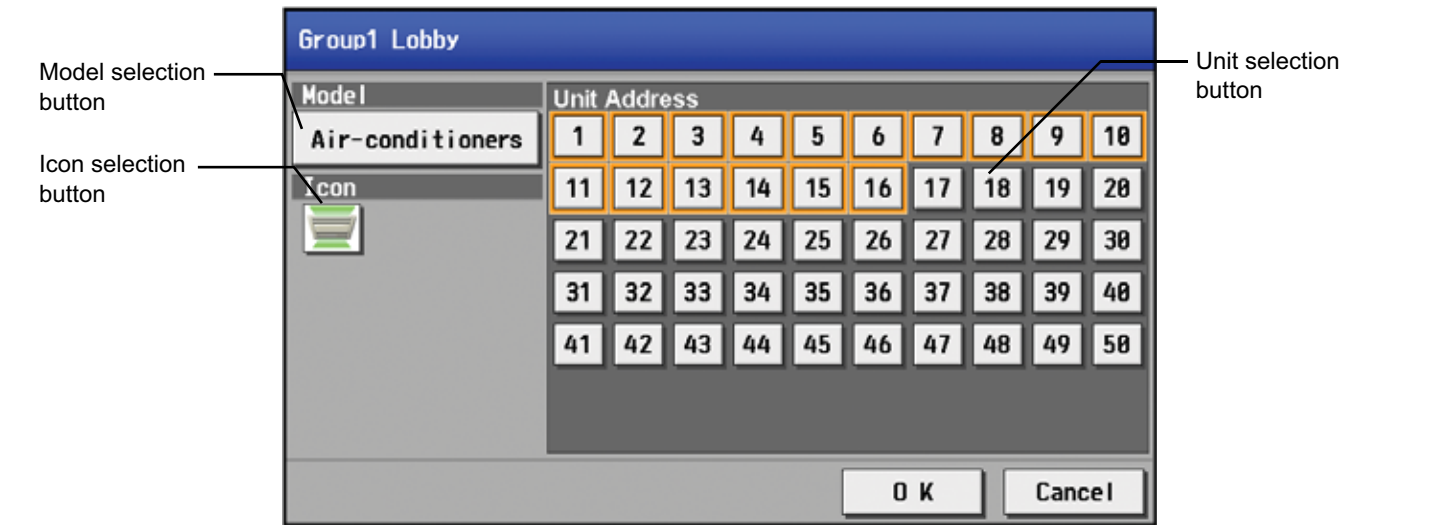 Group1 Lobby
Model selection
button
Unit selection
button
Model
Unit Address
Air-conditioners
1 2 3 4 5 6 7 8 9 10
Icon selection
button
Icon
11 12 13 14 15 16 17 18 19 20
21 22 23 24 25 26 27 28 29 30
31 32 33 34 35 36 37 38 39 40
41 42 43 44 45 46 47 48 49 50
OK
Cancel